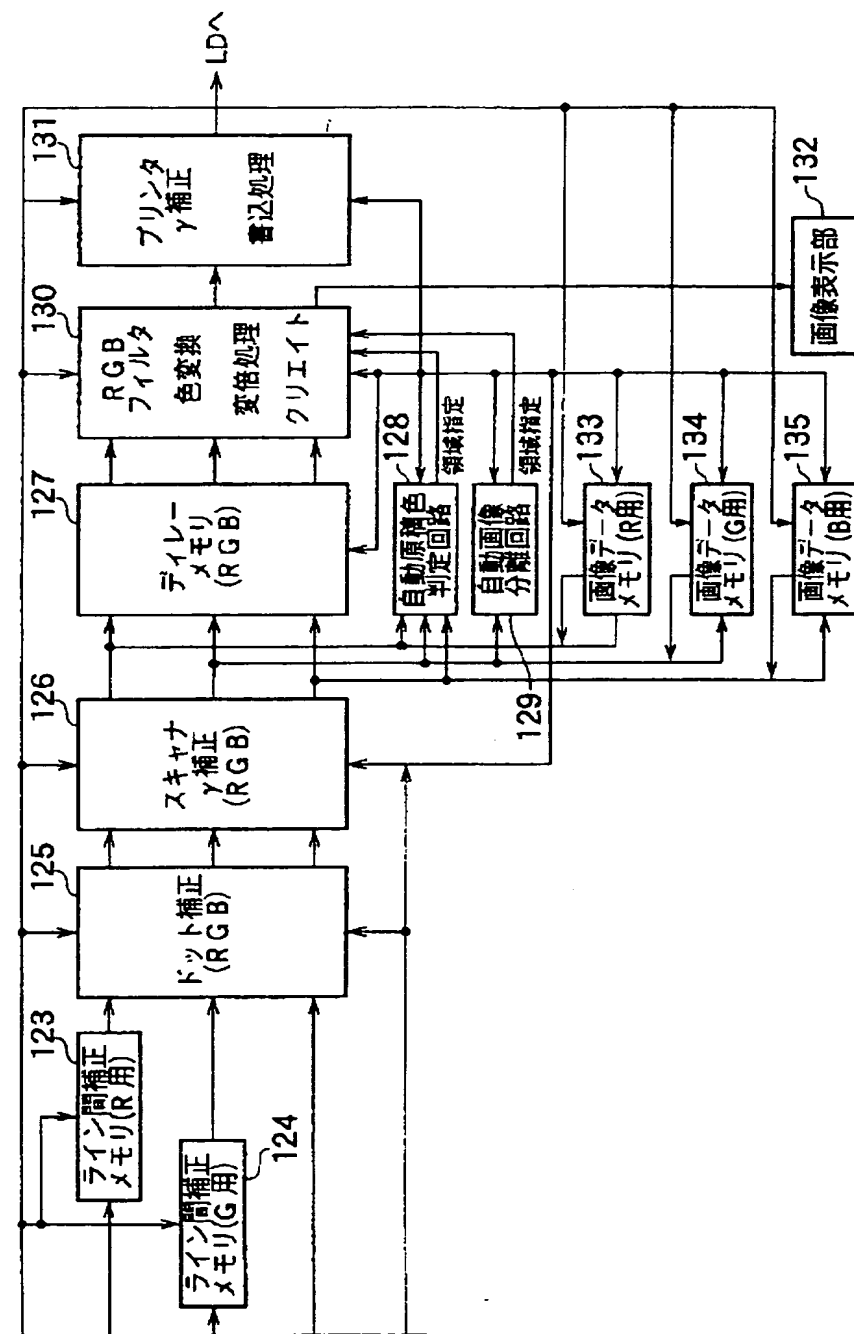 123
ライン間補正
メモリ(R用)
ライン間補正
メモリ(G用)
124
125
ドット補正
(RGB)
126
スキャナ
γ補正
(RGB)
127
ディレー
メモリ
(RGB)
130
RGB
フィルタ
色変換
変倍処理
クリエイト
131
プリンタ
γ補正
書込処理
LDへ
128
自動原稿色
判定回路
領域指定
自動画像
分離回路
129
領域指定
132
画像表示部
133
画像データ
メモリ(R用)
134
画像データ
メモリ(G用)
135
画像データ
メモリ(B用)